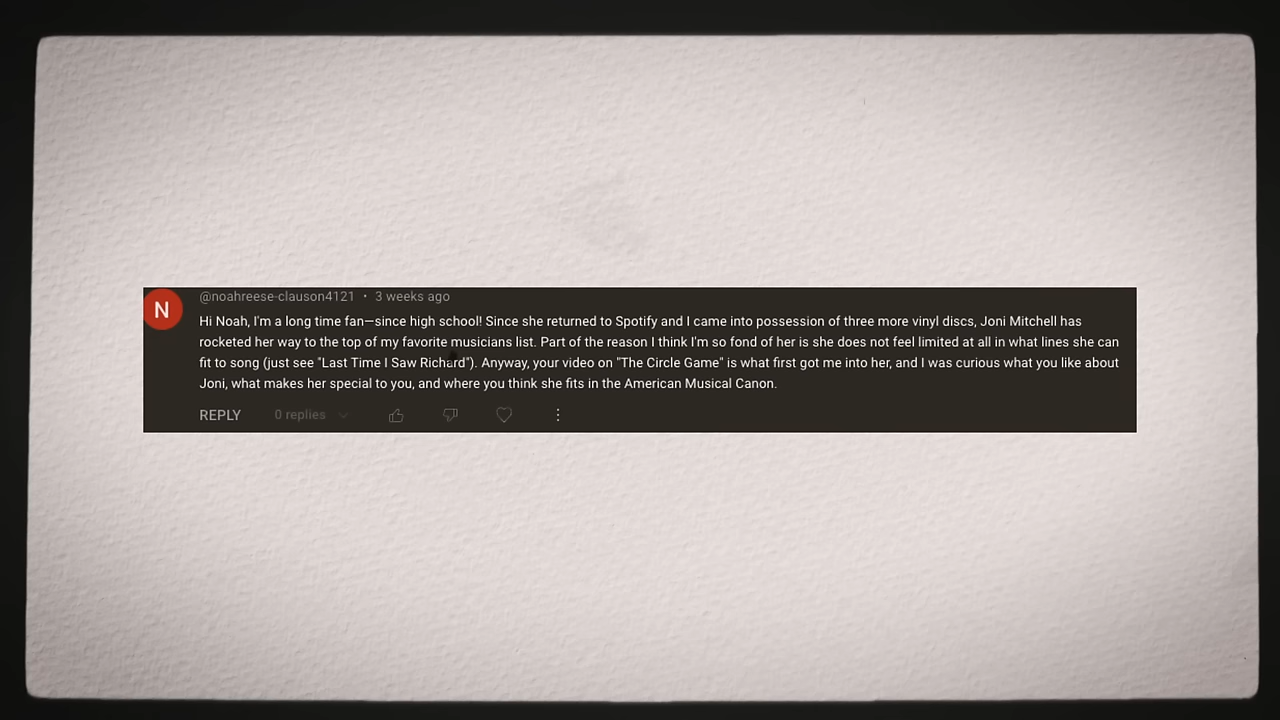 N
@noahreese-clauson4121 • 3 weeks ago
Hi Noah, I'm a long time fan—since high school! Since she returned to Spotify and I came into possession of three more vinyl discs, Joni Mitchell has
rocketed her way to the top of my favorite musicians list. Part of the reason I think I'm so fond of her is she does not feel limited at all in what lines she can
fit to song (just see "Last Time I Saw Richard"). Anyway, your video on "The Circle Game" is what first got me into her, and I was curious what you like about
Joni, what makes her special to you, and where you think she fits in the American Musical Canon.
REPLY 0 replies